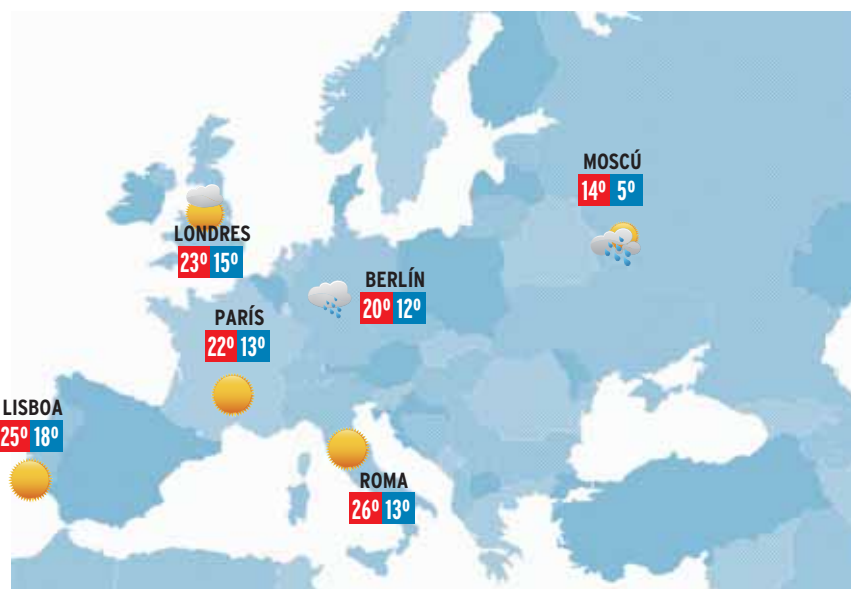 MOSCÚ
14º 5º
LONDRES
23º 15º
BERLÍN
20º 12º
PARÍS
22º 13º
LISBOA
25º 18º
ROMA
26º 13º